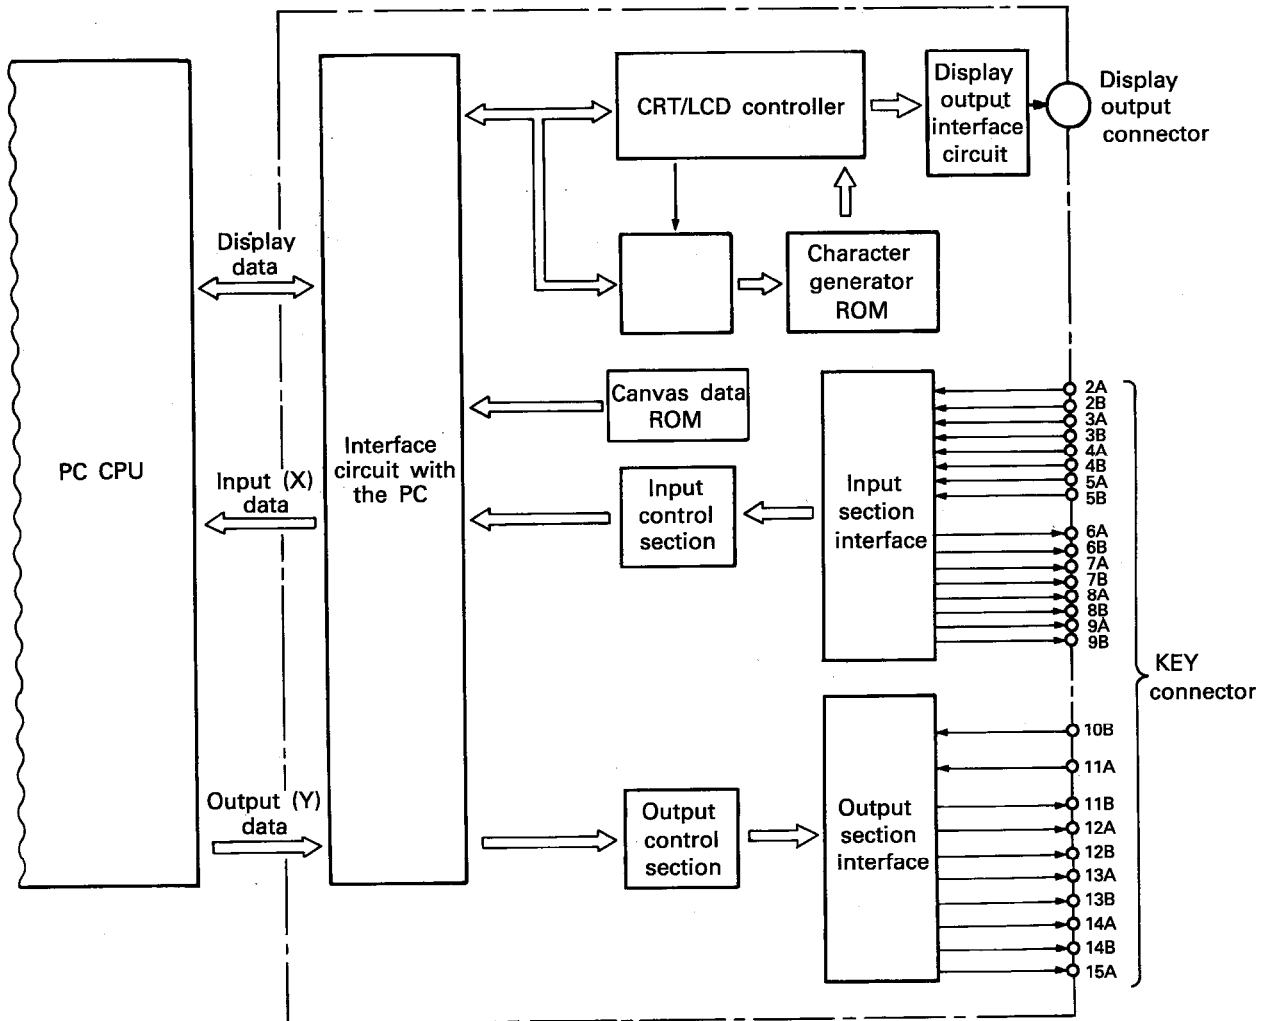 Display
output
connector
CRT/LCD controller
Display
output
interface
circuit
Display
data
Character
generator
ROM
Canvas data
ROM
PC CPU
Interface
circuit with
the PC
Input (X)
data
Input
control
section
Input
section
interface
2A
2B
3A
3B
4A
4B
5A
5B
6A
6B
7A
7B
8A
8B
9A
9B
KEY
connector
Output (Y)
data
Output
control
section
Output
section
interface
10B
11A
11B
12A
12B
13A
13B
14A
14B
15A